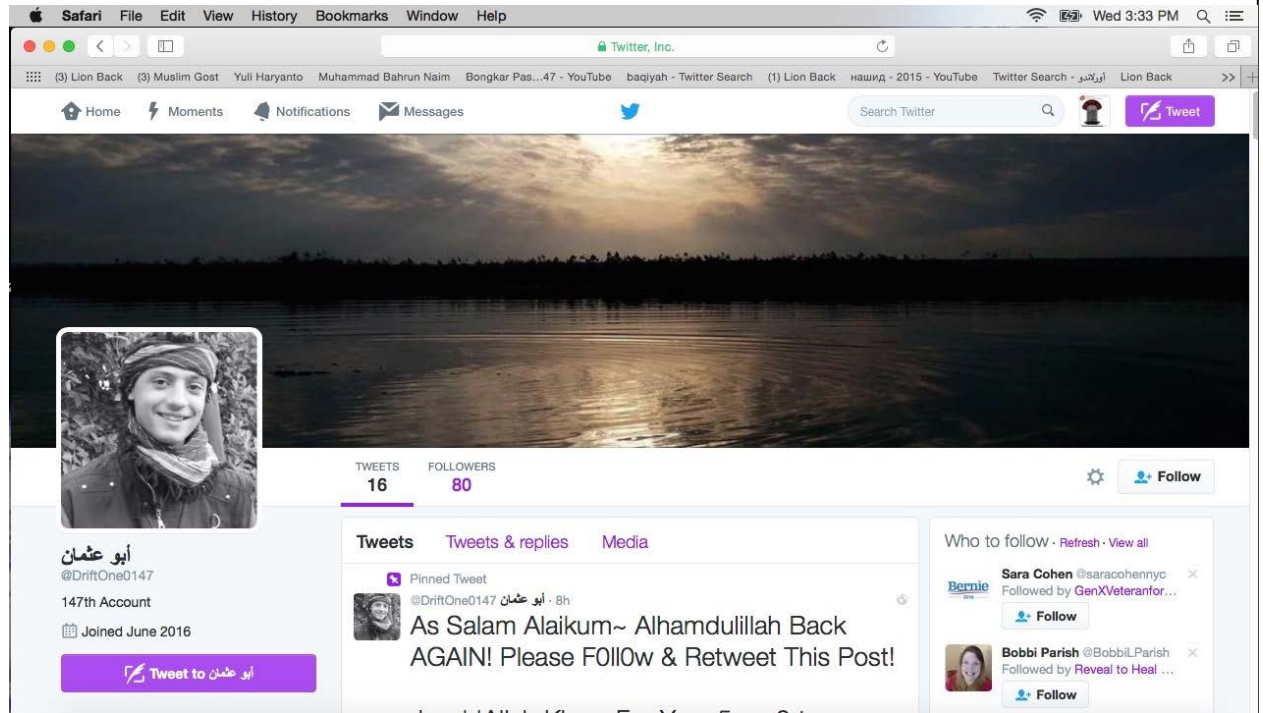 Safari File Edit View History Bookmarks Window Help Wed 3:33 PM
Twitter, Inc.
(3) Lion Back (3) Muslim Gost Yuli Haryanto Muhammad Bahrun Naim Bongkar Pas...47 - YouTube baqiyah - Twitter Search (1) Lion Back нашид - 2015 - YouTube Twitter Search - أورلاندو Lion Back >>
Home Moments Notifications Messages Search Twitter Tweet
TWEETS FOLLOWERS
16 80
Follow
أبو عثمان
@DriftOne0147
147th Account
Joined June 2016
Tweet to أبو عثمان
Tweets Tweets & replies Media
Pinned Tweet
@DriftOne0147 أبو عثمان · 8h
As Salam Alaikum~ Alhamdulillah Back
AGAIN! Please F0ll0w & Retweet This Post!
Who to follow · Refresh · View all
Bernie
Sara Cohen @saracohennyc
Followed by GenXVeteranfor...
Follow
Bobbi Parish @BobbiLParish
Followed by Reveal to Heal ...
Follow